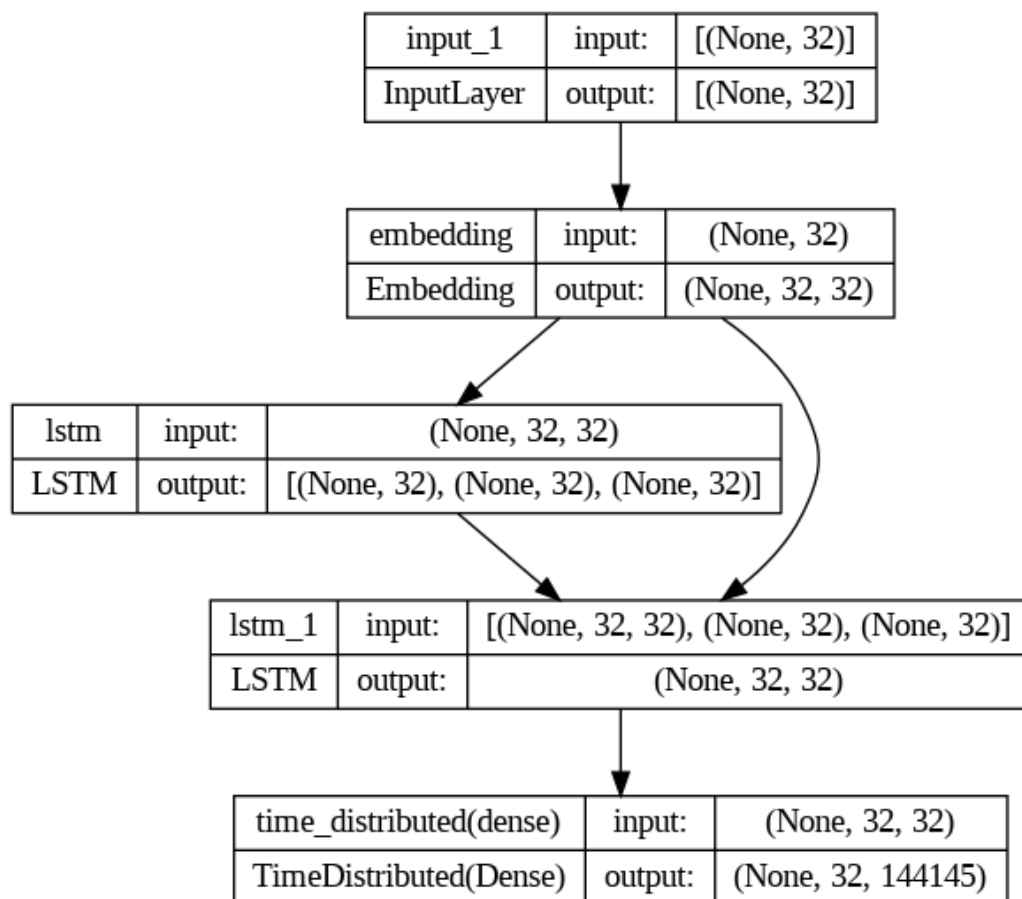 input_1 input: [(None, 32)]
InputLayer output: [(None, 32)]
embedding input: (None, 32)
Embedding output: (None, 32, 32)
lstm input: (None, 32, 32)
LSTM output: [(None, 32), (None, 32), (None, 32)]
lstm_1 input: [(None, 32, 32), (None, 32), (None, 32)]
LSTM output: (None, 32, 32)
time_distributed(dense) input: (None, 32, 32)
TimeDistributed(Dense) output: (None, 32, 144145)